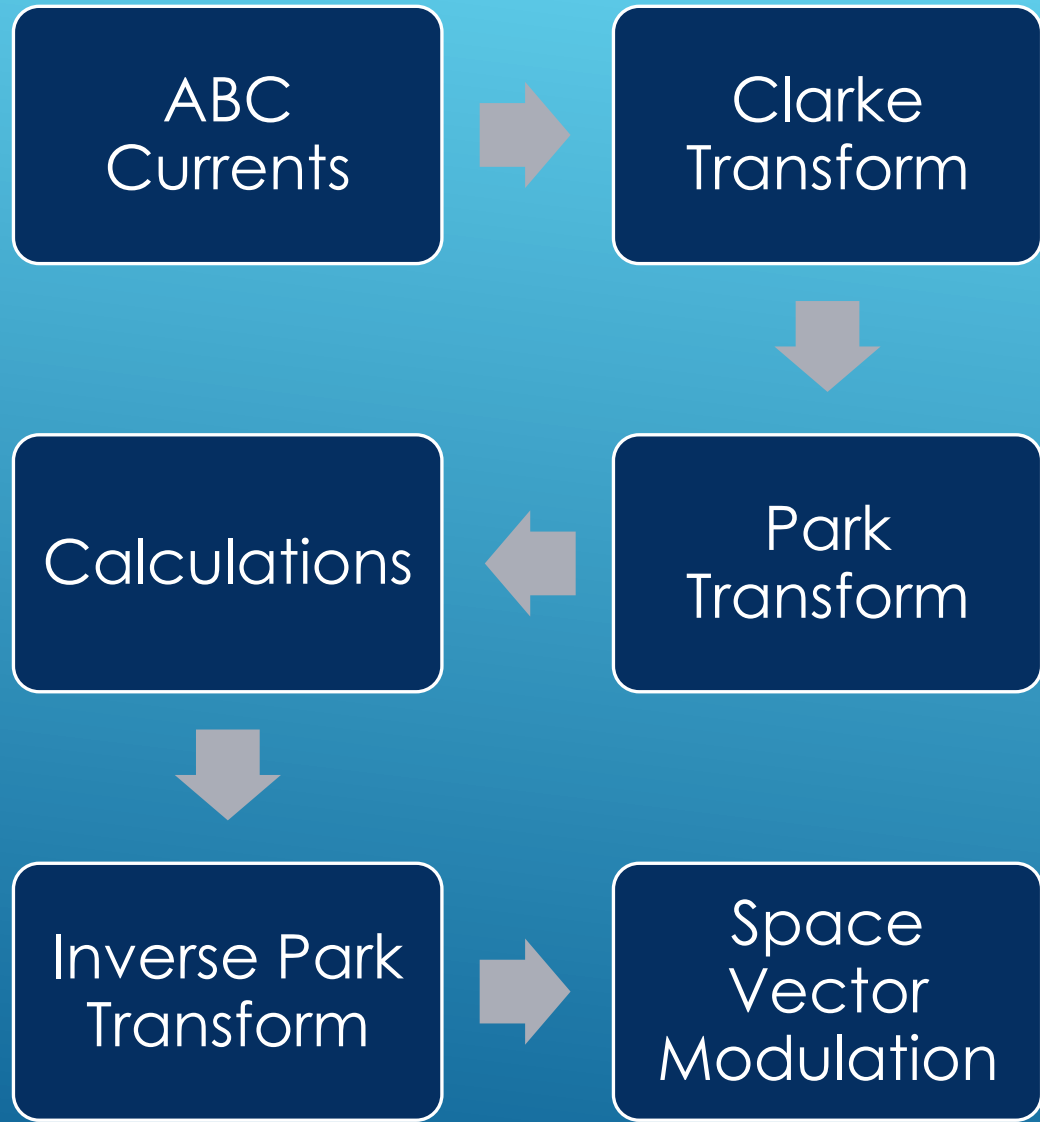 ABC
Currents
Clarke
Transform
Park
Transform
Calculations
Inverse Park
Transform
Space
Vector
Modulation